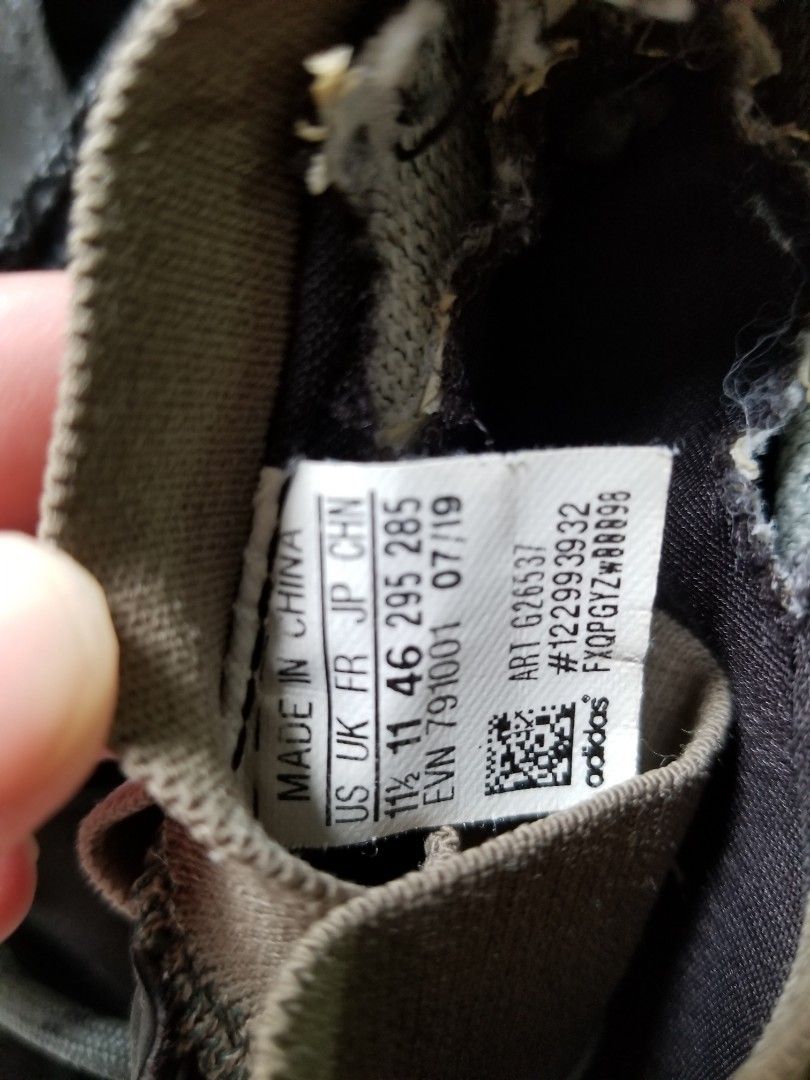 MADE IN CHINA
US UK FR JP CHN
11½ 11 46 295 285
EVN 791001 07/19
ART G26537
#122993932
FXQPGYZw00098
adidas